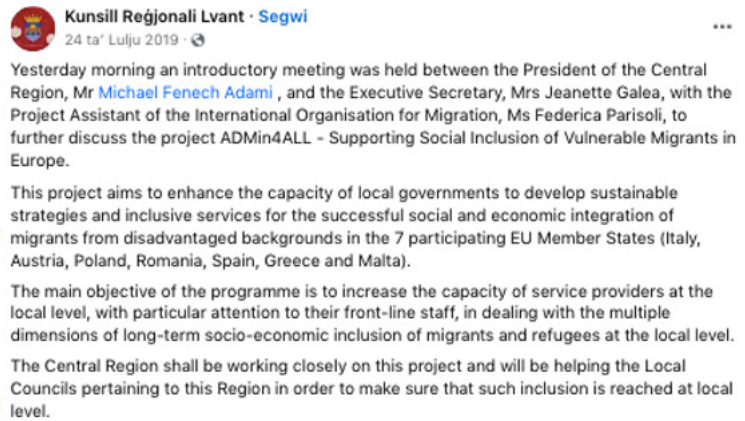 Kunsill Reġjonali Lvant · Segwi
24 ta' Lulju 2019 ·
Yesterday morning an introductory meeting was held between the President of the Central
Region, Mr Michael Fenech Adami , and the Executive Secretary, Mrs Jeanette Galea, with the
Project Assistant of the International Organisation for Migration, Ms Federica Parisoli, to
further discuss the project ADMin4ALL - Supporting Social Inclusion of Vulnerable Migrants in
Europe.
This project aims to enhance the capacity of local governments to develop sustainable
strategies and inclusive services for the successful social and economic integration of
migrants from disadvantaged backgrounds in the 7 participating EU Member States (Italy,
Austria, Poland, Romania, Spain, Greece and Malta).
The main objective of the programme is to increase the capacity of service providers at the
local level, with particular attention to their front-line staff, in dealing with the multiple
dimensions of long-term socio-economic inclusion of migrants and refugees at the local level.
The Central Region shall be working closely on this project and will be helping the Local
Councils pertaining to this Region in order to make sure that such inclusion is reached at local
level.